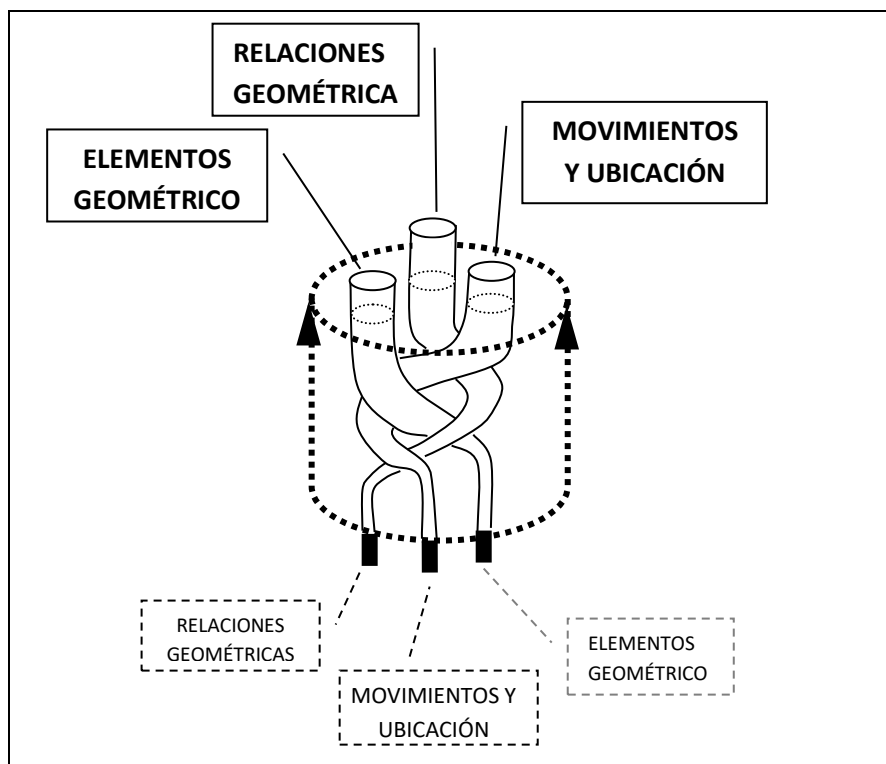 RELACIONES
GEOMÉTRICA
MOVIMIENTOS
Y UBICACIÓN
ELEMENTOS
GEOMÉTRICO
RELACIONES
GEOMÉTRICAS
MOVIMIENTOS Y
UBICACIÓN
ELEMENTOS
GEOMÉTRICO